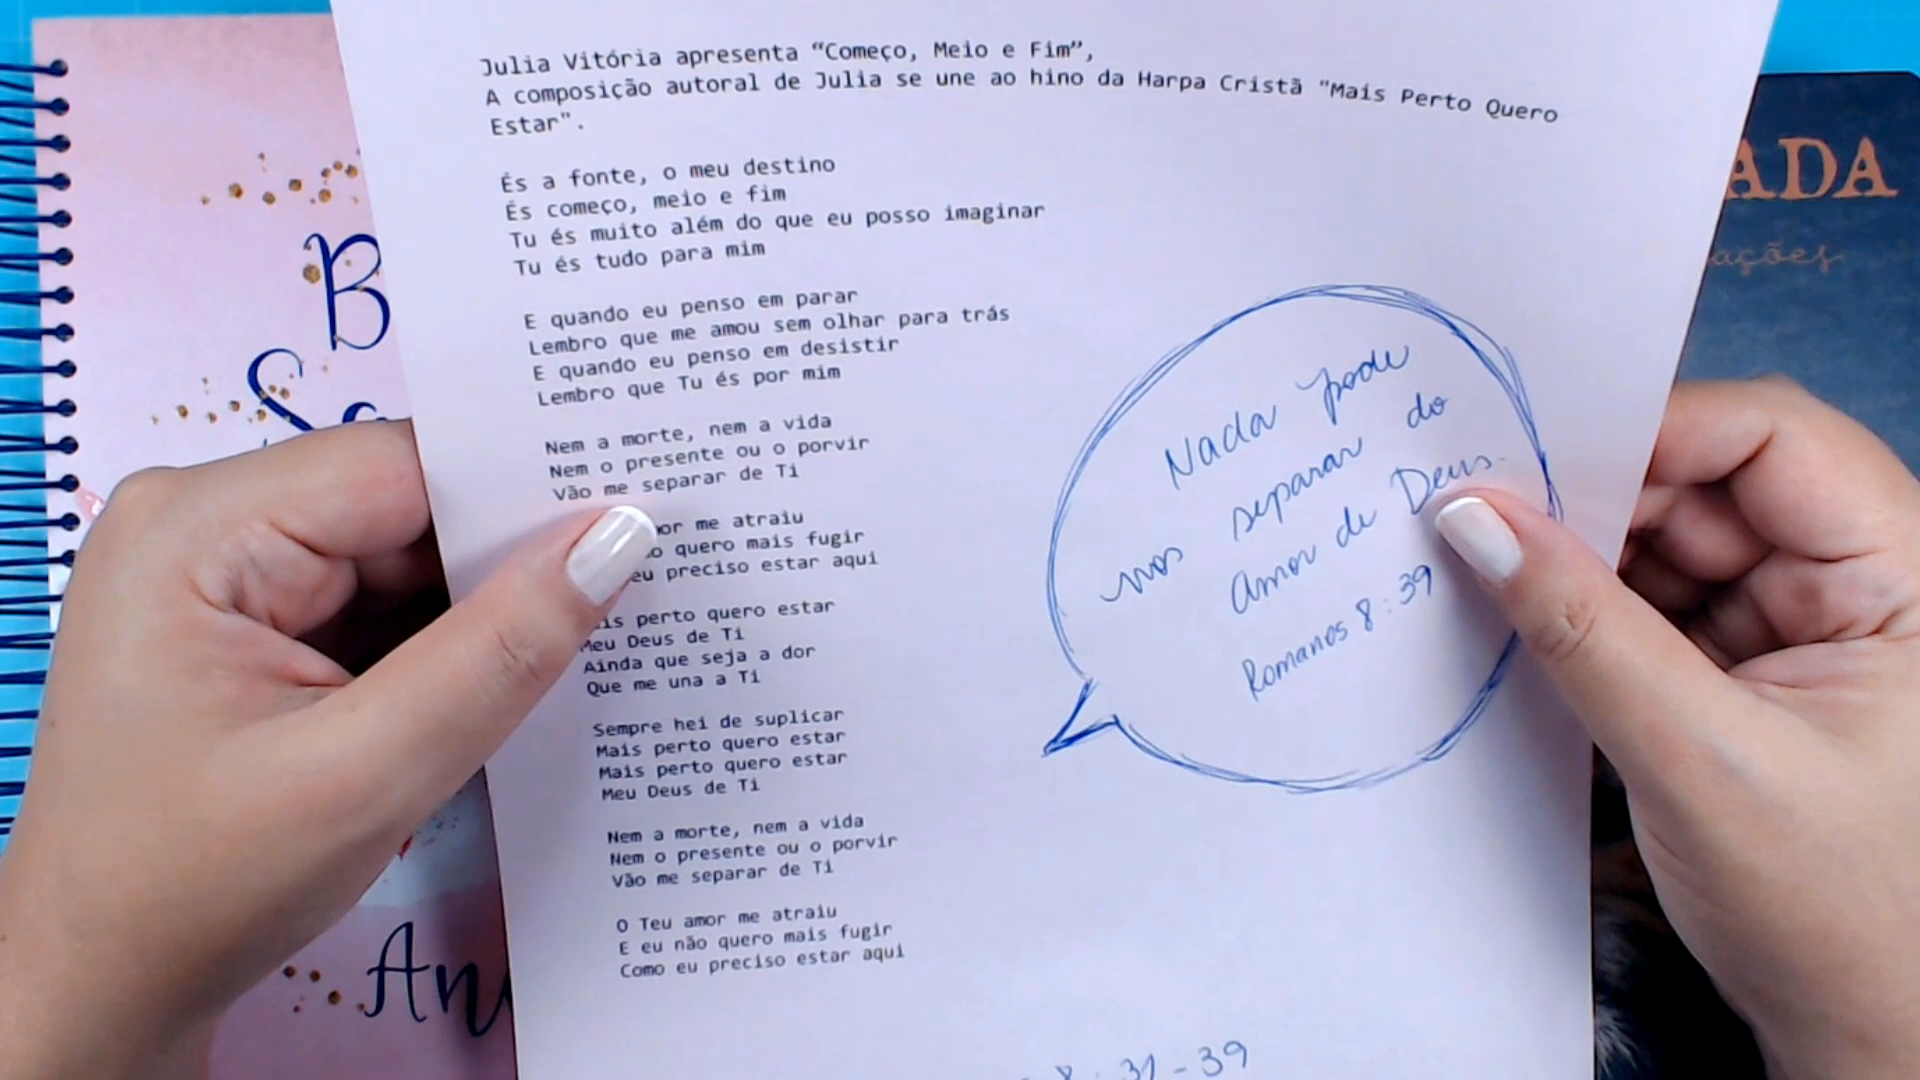 Julia Vitória apresenta “Começo, Meio e Fim”,
A composição autoral de Julia se une ao hino da Harpa Cristã "Mais Perto Quero
Estar".
És a fonte, o meu destino
És começo, meio e fim
Tu és muito além do que eu posso imaginar
Tu és tudo para mim
E quando eu penso em parar
Lembro que me amou sem olhar para trás
E quando eu penso em desistir
Lembro que Tu és por mim
Nem a morte, nem a vida
Nem o presente ou o porvir
Vão me separar de Ti
me atraiu
quero mais fugir
preciso estar aqui
perto quero estar
Meu Deus de Ti
Ainda que seja a dor
Que me una a Ti
Sempre hei de suplicar
Mais perto quero estar
Mais perto quero estar
Meu Deus de Ti
Nem a morte, nem a vida
Nem o presente ou o porvir
Vão me separar de Ti
O Teu amor me atraiu
E eu não quero mais fugir
Como eu preciso estar aqui
Nada pode
nos separar do
Amor de Deus.
Romanos 8:39
8:31-39
ADA